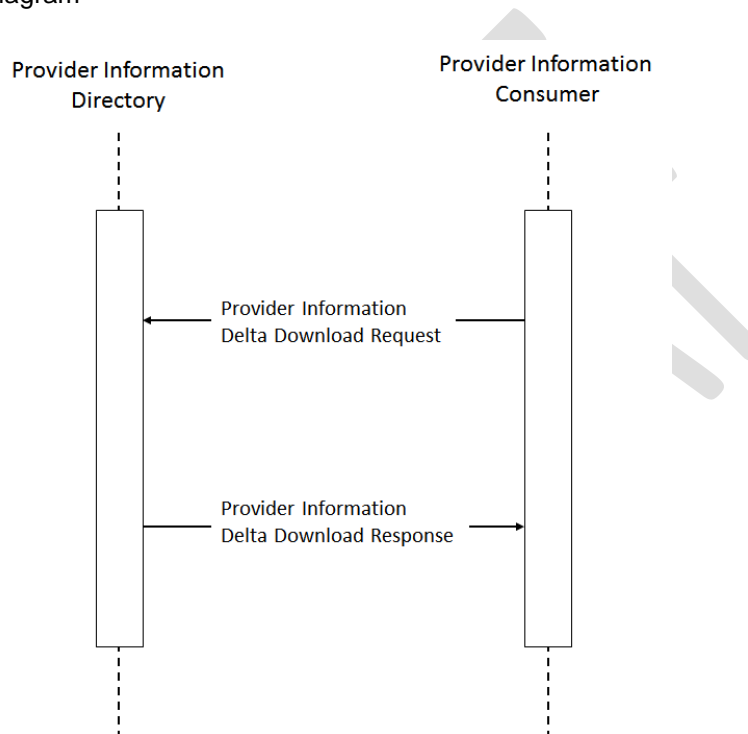 Provider Information
Directory
Provider Information
Consumer
Provider Information
Delta Download Request
Provider Information
Delta Download Response